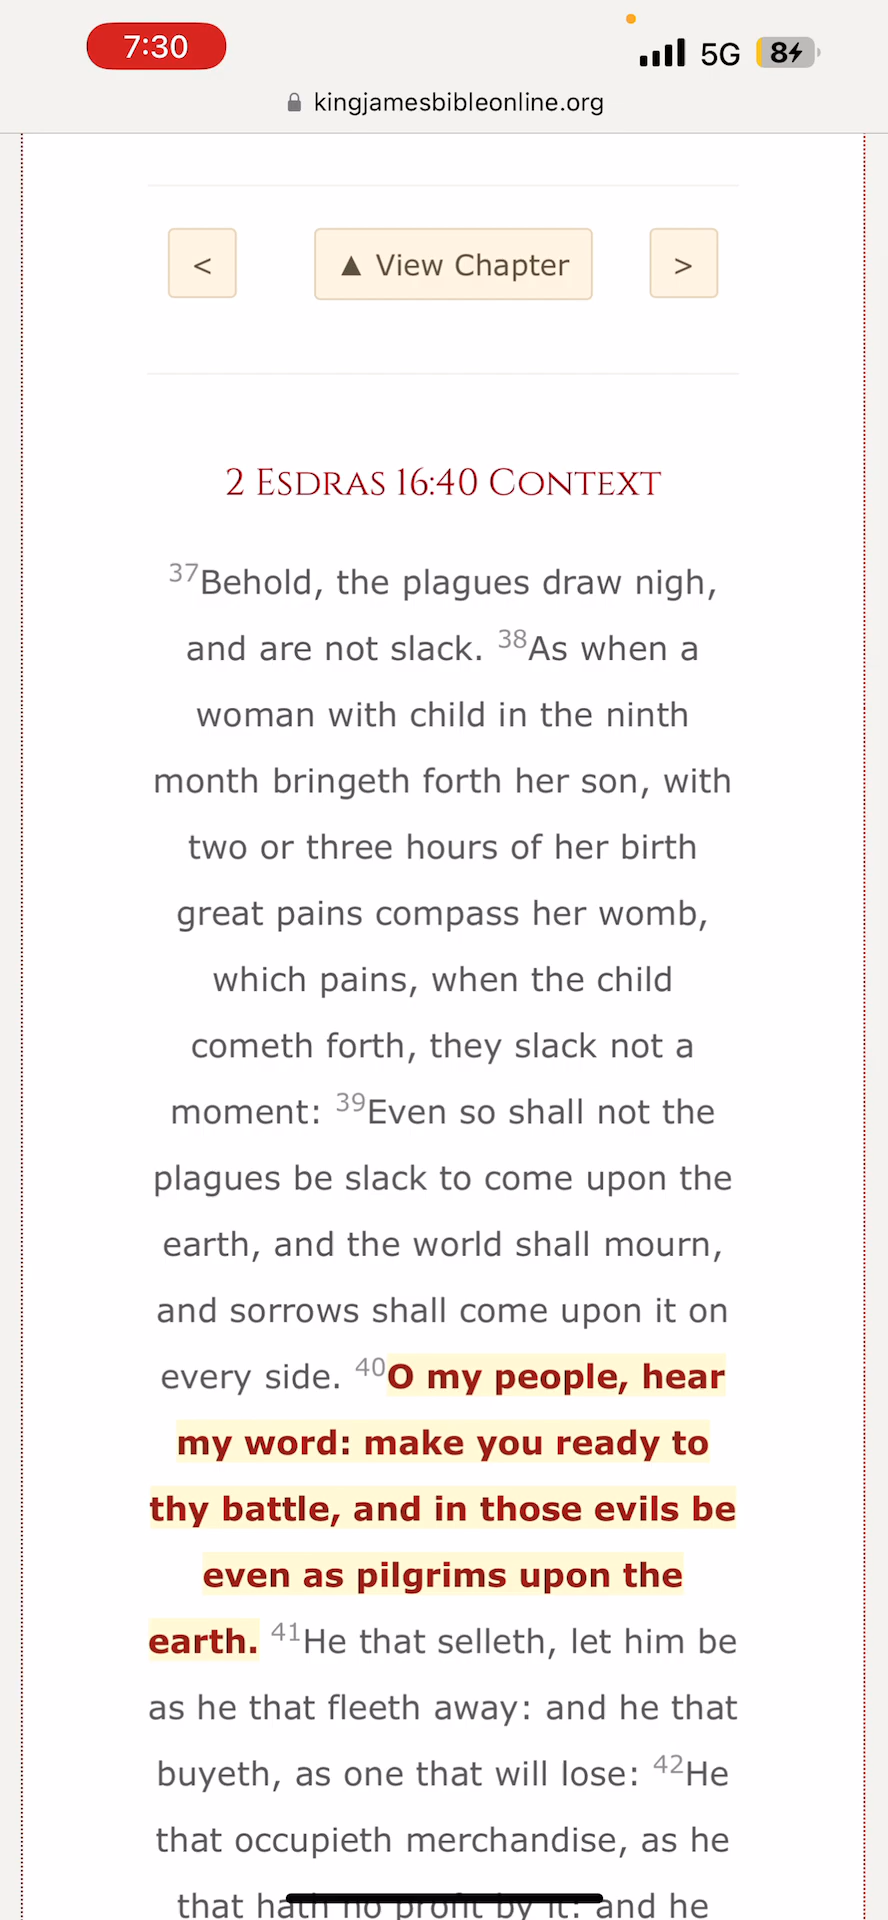 7:30
5G
8
kingjamesbibleonline.org
<
▲ View Chapter
>
2 Esdras 16:40 Context
37Behold, the plagues draw nigh,
and are not slack. 38As when a
woman with child in the ninth
month bringeth forth her son, with
two or three hours of her birth
great pains compass her womb,
which pains, when the child
cometh forth, they slack not a
moment: 39Even so shall not the
plagues be slack to come upon the
earth, and the world shall mourn,
and sorrows shall come upon it on
every side. 40O my people, hear
my word: make you ready to
thy battle, and in those evils be
even as pilgrims upon the
earth. 41He that selleth, let him be
as he that fleeth away: and he that
buyeth, as one that will lose: 42He
that occupieth merchandise, as he
that hath no profit by it: and he